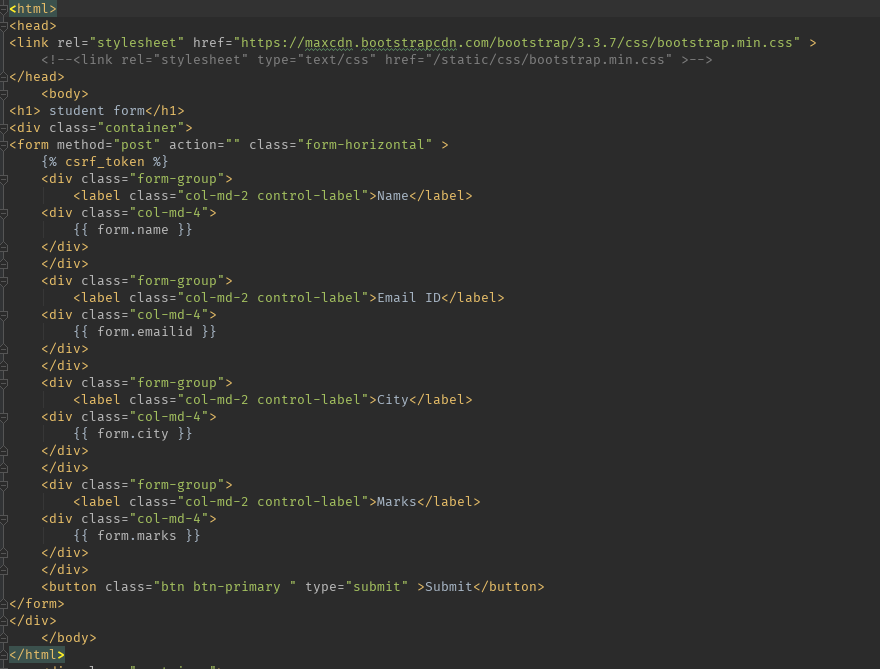 <html>
<head>
<link rel="stylesheet" href="https://maxcdn.bootstrapcdn.com/bootstrap/3.3.7/css/bootstrap.min.css" >
    <!--<link rel="stylesheet" type="text/css" href="/static/css/bootstrap.min.css" >-->
</head>
    <body>
<h1> student form</h1>
<div class="container">
<form method="post" action="" class="form-horizontal" >
    {% csrf_token %}
    <div class="form-group">
        <label class="col-md-2 control-label">Name</label>
    <div class="col-md-4">
        {{ form.name }}
    </div>
    </div>
    <div class="form-group">
        <label class="col-md-2 control-label">Email ID</label>
    <div class="col-md-4">
        {{ form.emailid }}
    </div>
    </div>
    <div class="form-group">
        <label class="col-md-2 control-label">City</label>
    <div class="col-md-4">
        {{ form.city }}
    </div>
    </div>
    <div class="form-group">
        <label class="col-md-2 control-label">Marks</label>
    <div class="col-md-4">
        {{ form.marks }}
    </div>
    </div>
    <button class="btn btn-primary " type="submit" >Submit</button>
</form>
</div>
    </body>
</html>